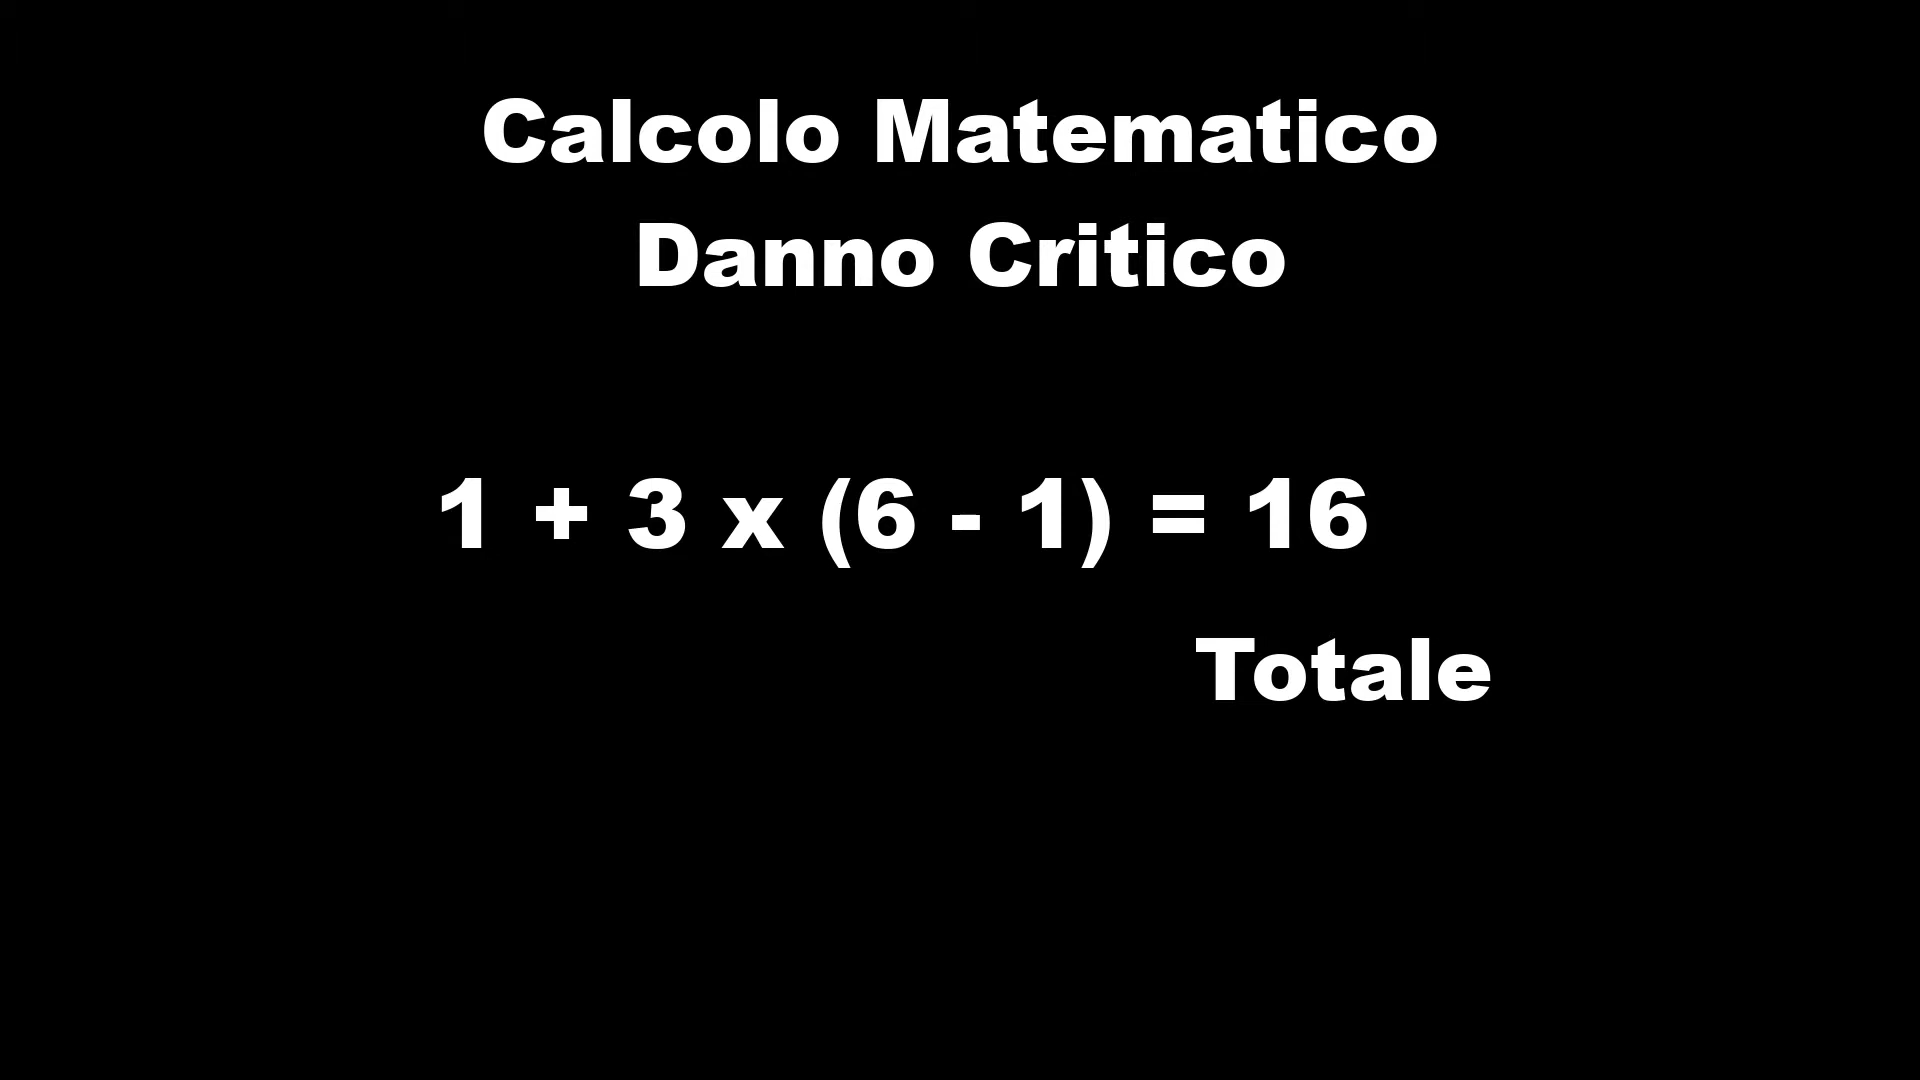 Calcolo Matematico
Danno Critico
1 + 3 x (6 - 1) = 16
Totale